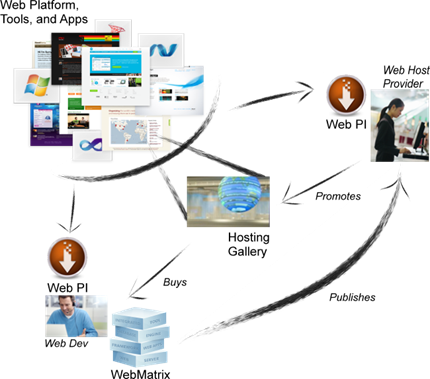 Web Platform,
Tools, and Apps
Web Host
Provider
Web PI
Promotes
Hosting
Gallery
Web PI
Buys
Publishes
Web Dev
WebMatrix